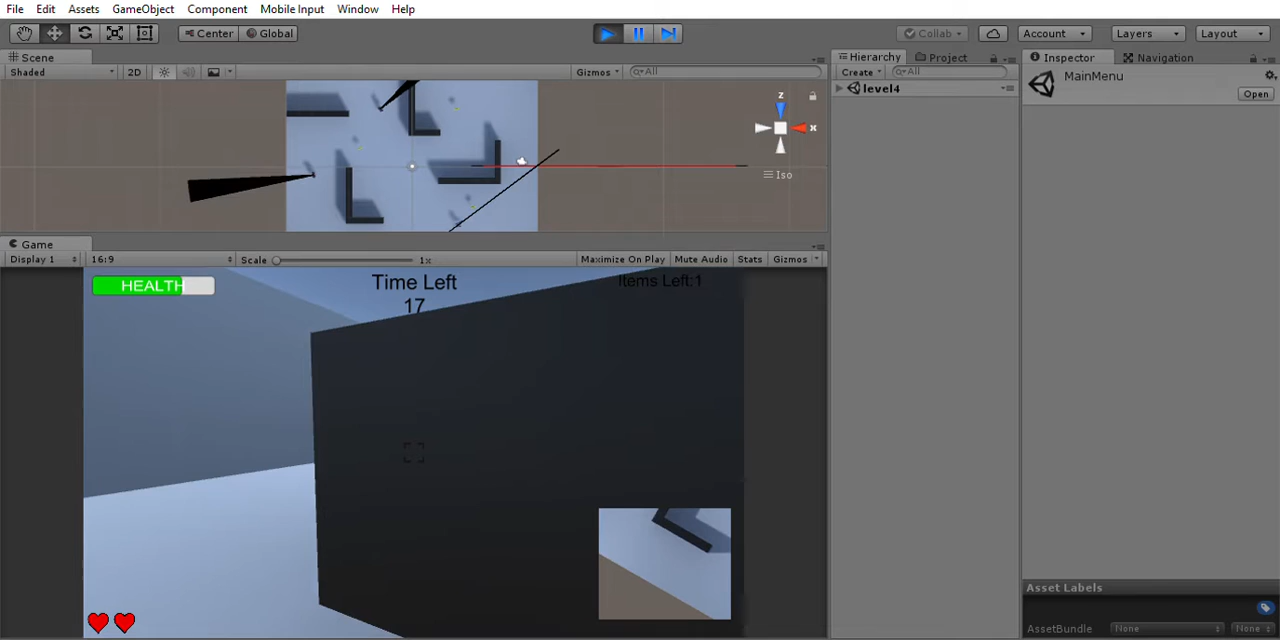 File Edit Assets GameObject Component Mobile Input Window Help
Center Global Collab Account Layers Layout
Scene
Shaded 2D Gizmos All
z
x
Iso
Game
Display 1 16:9 Scale 1x Maximize On Play Mute Audio Stats Gizmos
HEALTH
Time Left
17
Items Left:1
Hierarchy Project
Create All
level4
Inspector Navigation
MainMenu
Open
Asset Labels
AssetBundle None None